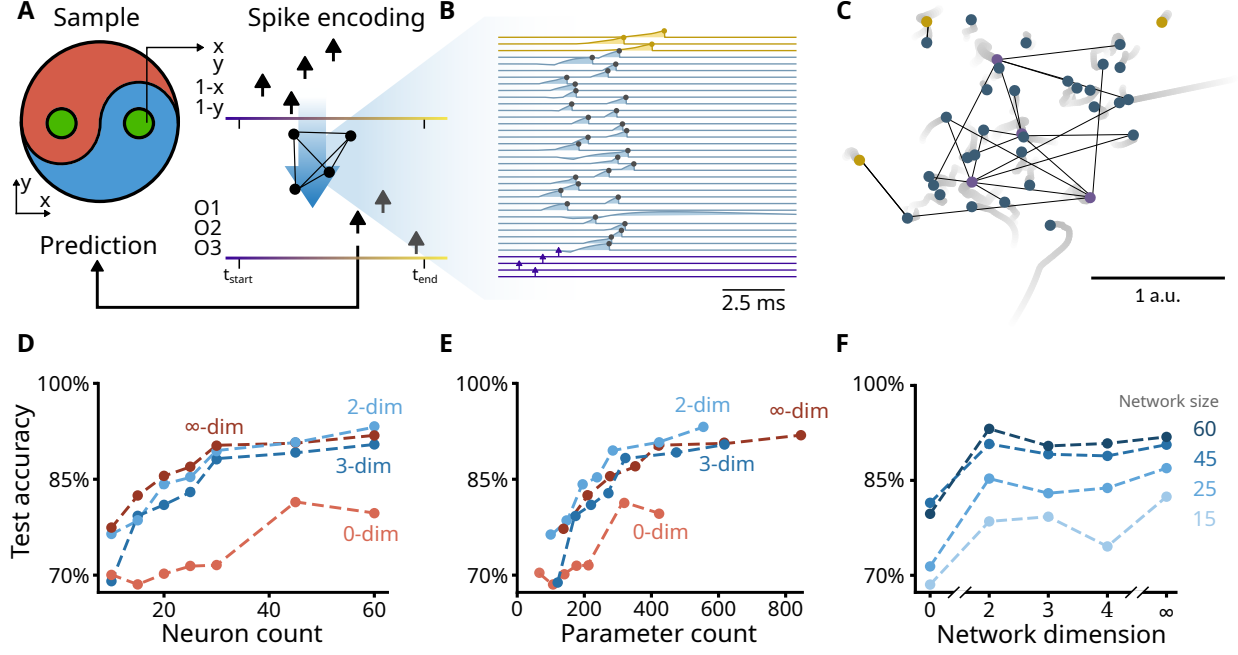 A
Sample
Spike encoding
x
y
1-x
1-y
y
x
O1
O2
O3
Prediction
tstart
tend
B
2.5 ms
C
1 a.u.
D
100%
85%
70%
Test accuracy
∞-dim
2-dim
3-dim
0-dim
20
40
60
Neuron count
E
100%
85%
70%
2-dim
∞-dim
3-dim
0-dim
0
200
400
600
800
Parameter count
F
100%
85%
70%
Network size
60
45
25
15
0
2
3
4
∞
Network dimension